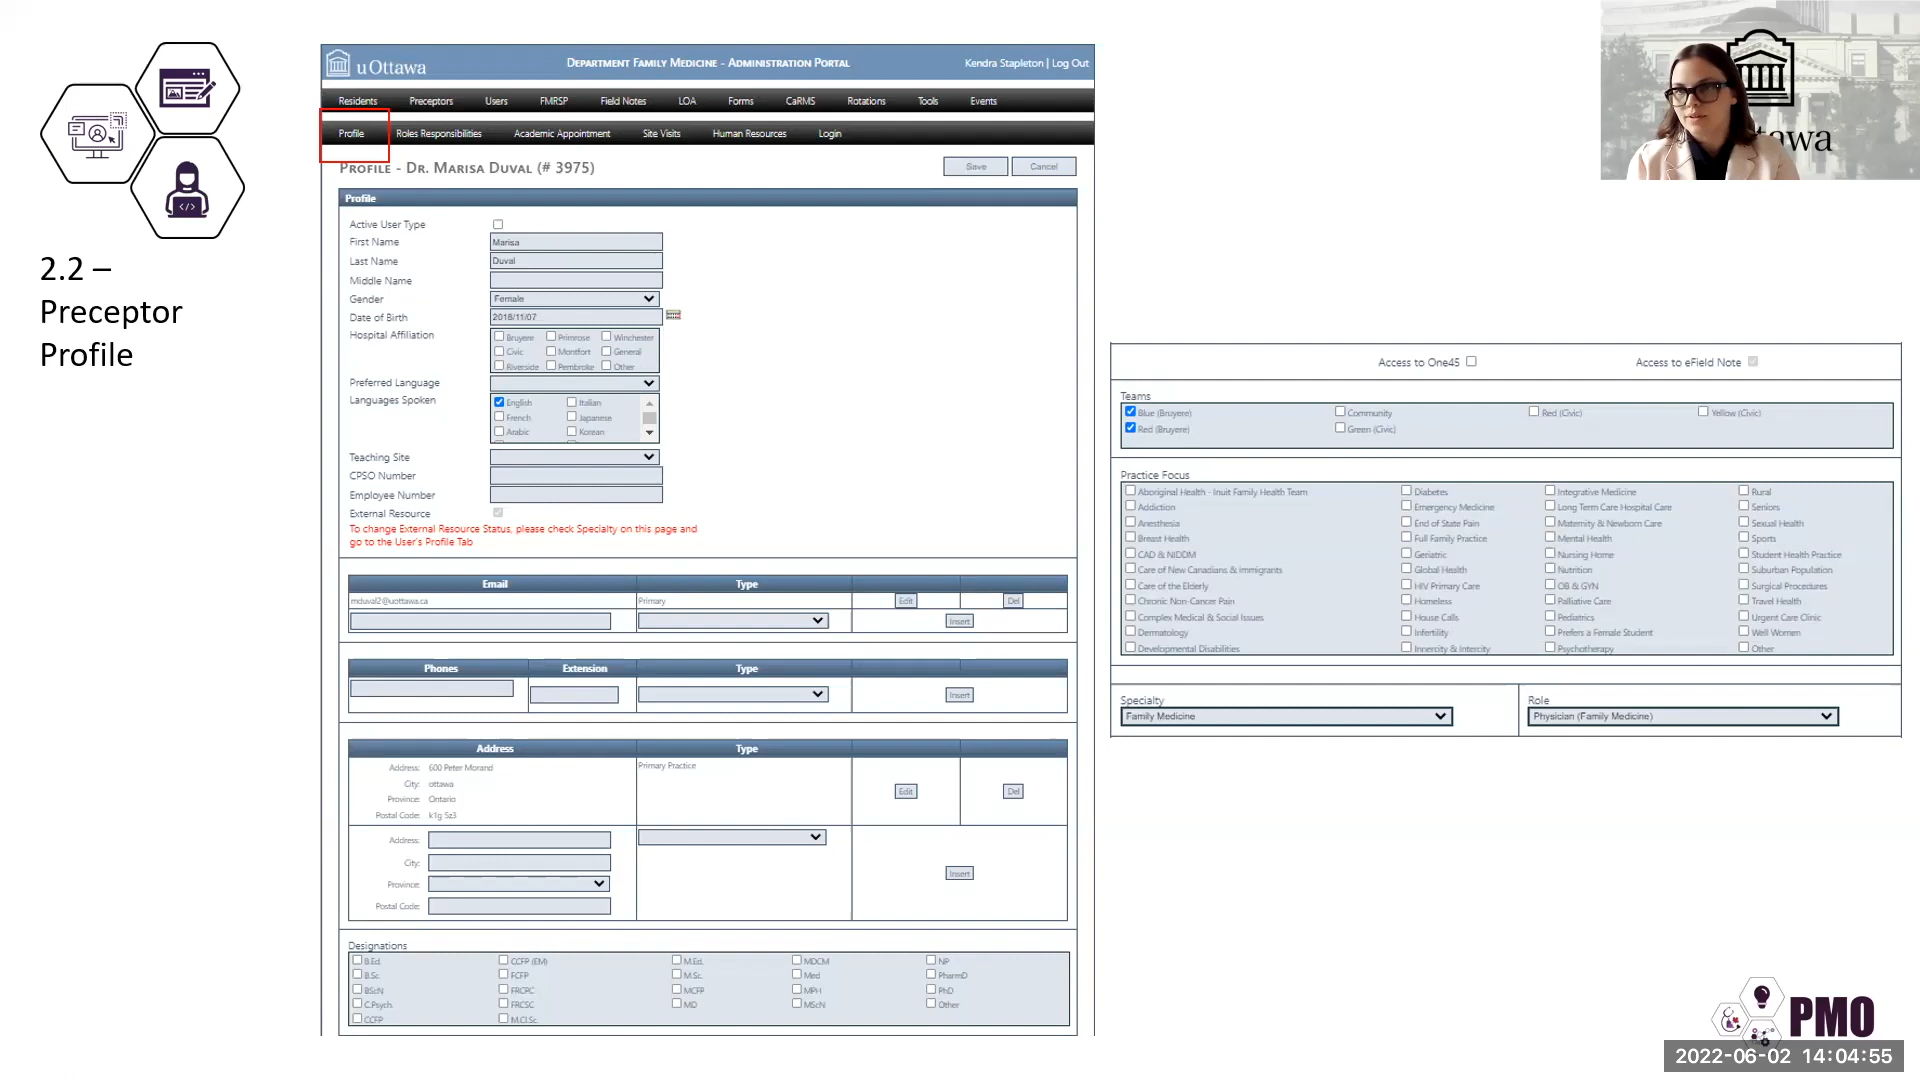 2.2 –
Preceptor
Profile
uOttawa
DEPARTMENT FAMILY MEDICINE - ADMINISTRATION PORTAL
Kendra Stapleton | Log Out
Residents Preceptors Users FMRSP Field Notes LOA Forms CaRMS Rotations Tools Events
Profile Roles Responsibilities Academic Appointment Site Visits Human Resources Login
PROFILE - DR. MARISA DUVAL (# 3975)
Save Cancel
Profile
Active User Type
First Name Marisa
Last Name Duval
Middle Name
Gender Female
Date of Birth 2018/11/07
Hospital Affiliation Bruyere Primrose Winchester
Civic Montfort General
Riverside Pembroke Other
Preferred Language
Languages Spoken English Italian
French Japanese
Arabic Korean
Teaching Site
CPSO Number
Employee Number
External Resource
To change External Resource Status, please check Specialty on this page and
go to the User's Profile Tab
Email Type
mduval2@uottawa.ca Primary Edit Del
Insert
Phones Extension Type
Insert
Address Type
Address: 600 Peter Morand Primary Practice
City: ottawa
Edit Del
Province: Ontario
Postal Code: k1g 5z3
Address:
City:
Insert
Province:
Postal Code:
Designations
B.Ed. CCFP (EM) M.Ed. MDCM NP
B.Sc. FCFP M.Sc. Med PharmD
BScN FRCPC MCFP MPH PhD
C.Psych. FRCSC MD MScN Other
CCFP M.Cl.Sc.
Access to One45 Access to eField Note
Teams
Blue (Bruyere) Community Red (Civic) Yellow (Civic)
Red (Bruyere) Green (Civic)
Practice Focus
Aboriginal Health - Inuit Family Health Team Diabetes Integrative Medicine Rural
Addiction Emergency Medicine Long Term Care Hospital Care Seniors
Anesthesia End of State Pain Maternity & Newborn Care Sexual Health
Breast Health Full Family Practice Mental Health Sports
CAD & NIDDM Geriatric Nursing Home Student Health Practice
Care of New Canadians & Immigrants Global Health Nutrition Suburban Population
Care of the Elderly HIV Primary Care OB & GYN Surgical Procedures
Chronic Non-Cancer Pain Homeless Palliative Care Travel Health
Complex Medical & Social Issues House Calls Pediatrics Urgent Care Clinic
Dermatology Infertility Prefers a Female Student Well Women
Developmental Disabilities Innercity & Intercity Psychotherapy Other
Specialty Role
Family Medicine Physician (Family Medicine)
PMO
2022-06-02 14:04:55